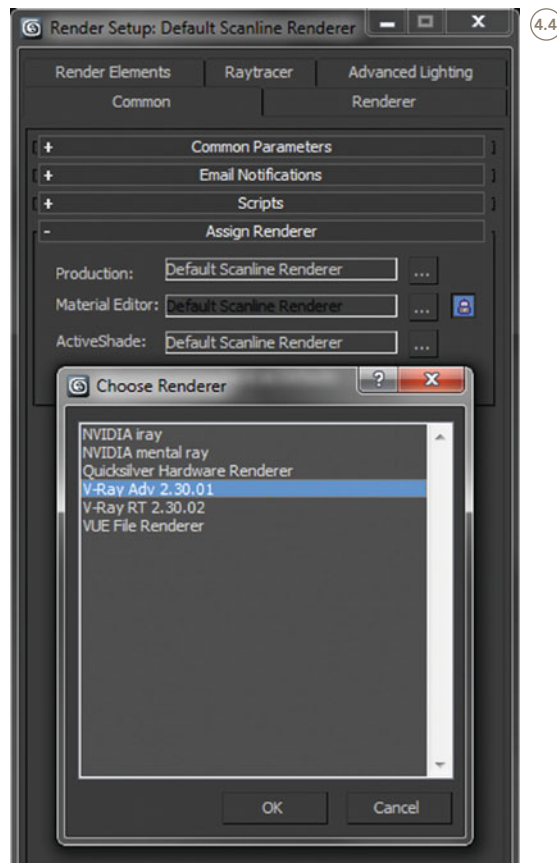 Render Setup: Default Scanline Renderer
4.4
Render Elements Raytracer Advanced Lighting
Common Renderer
+ Common Parameters
+ Email Notifications
+ Scripts
- Assign Renderer
Production: Default Scanline Renderer ...
Material Editor: Default Scanline Renderer ...
ActiveShade: Default Scanline Renderer ...
Choose Renderer ? X
NVIDIA iray
NVIDIA mental ray
Quicksilver Hardware Renderer
V-Ray Adv 2.30.01
V-Ray RT 2.30.02
VUE File Renderer
OK Cancel